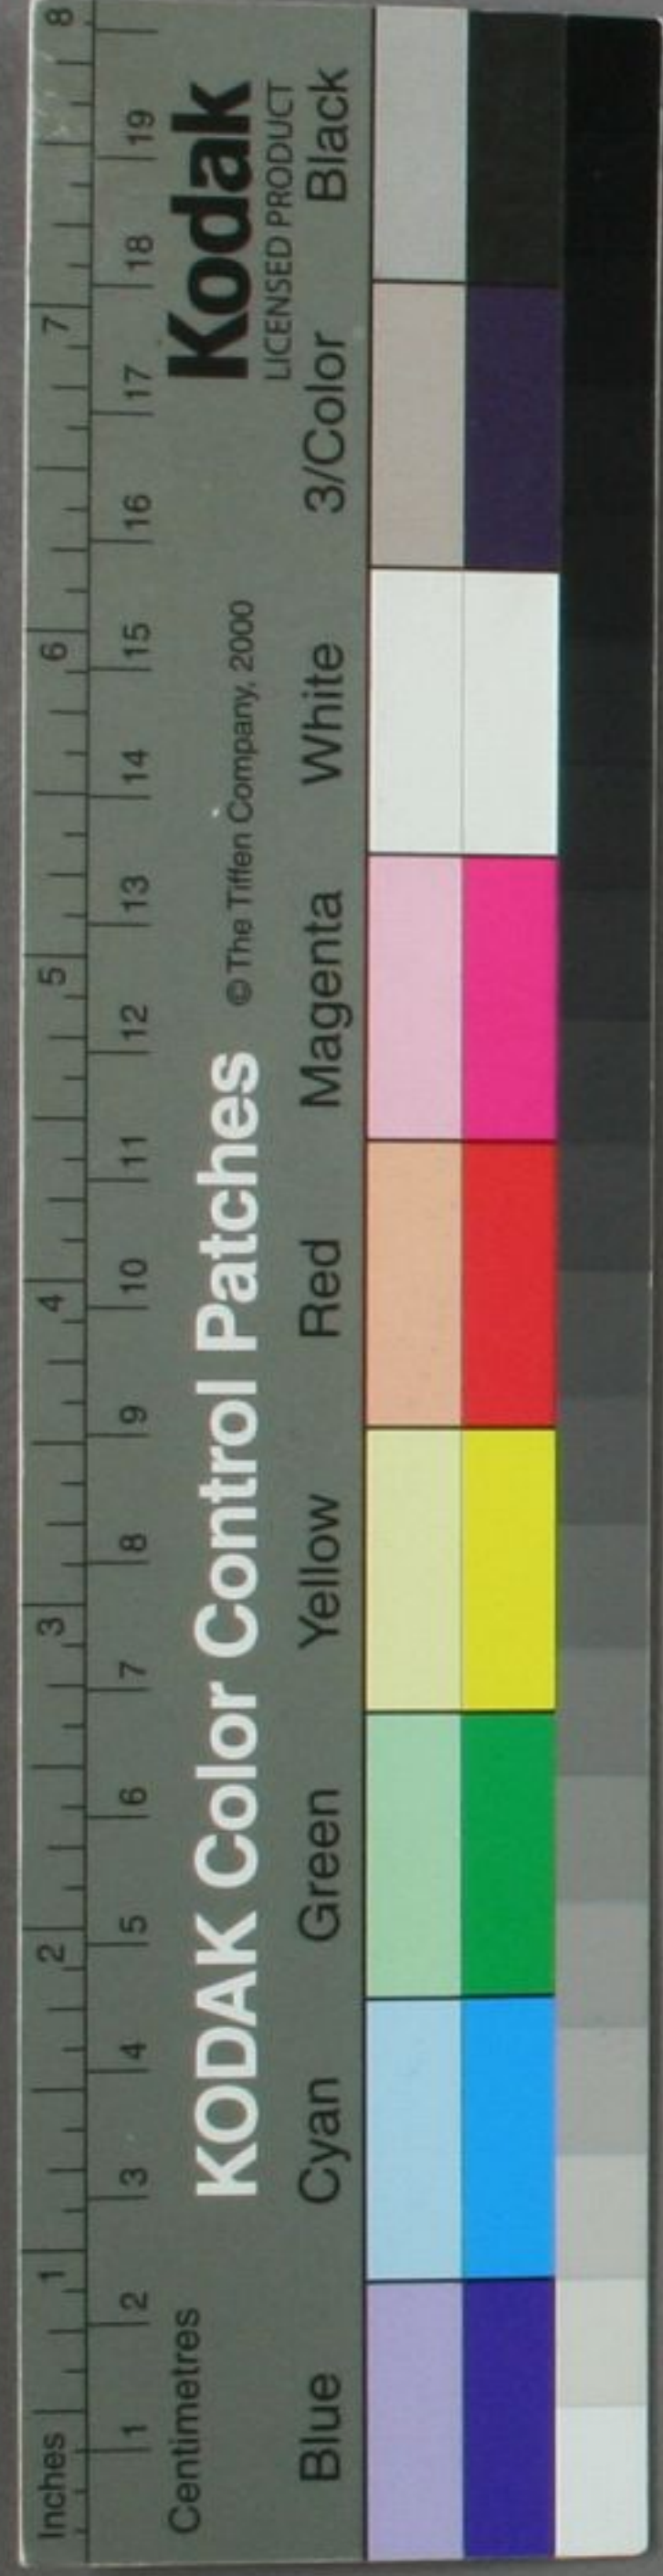 Inches 1 2 3 4 5 6 7 8
1 2 3 4 5 6 7 8 9 10 11 12 13 14 15 16 17 18 19
Centimetres
KODAK Color Control Patches © The Tiffen Company, 2000 Kodak
LICENSED PRODUCT
Blue Cyan Green Yellow Red Magenta White 3/Color Black